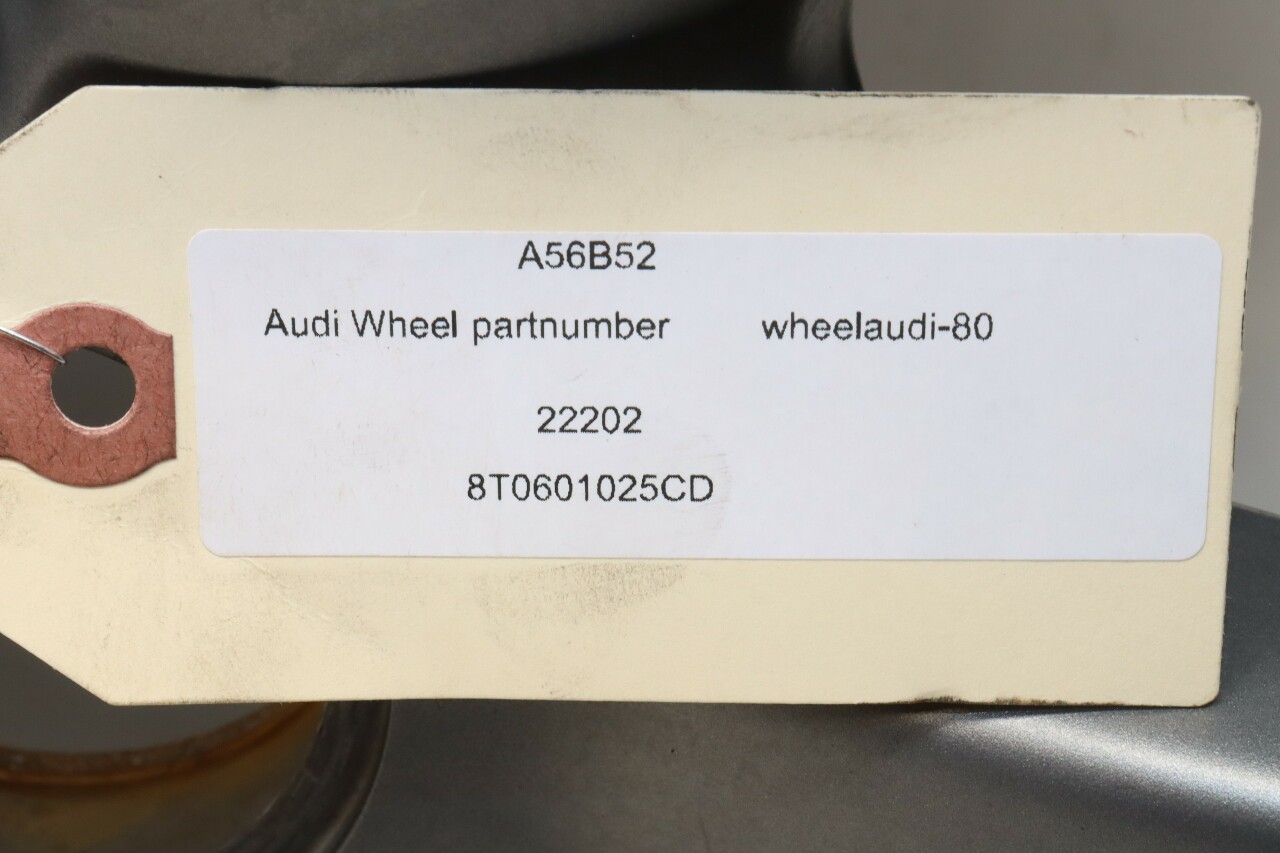 A56B52
Audi Wheel partnumber wheelaudi-80
22202
8T0601025CD